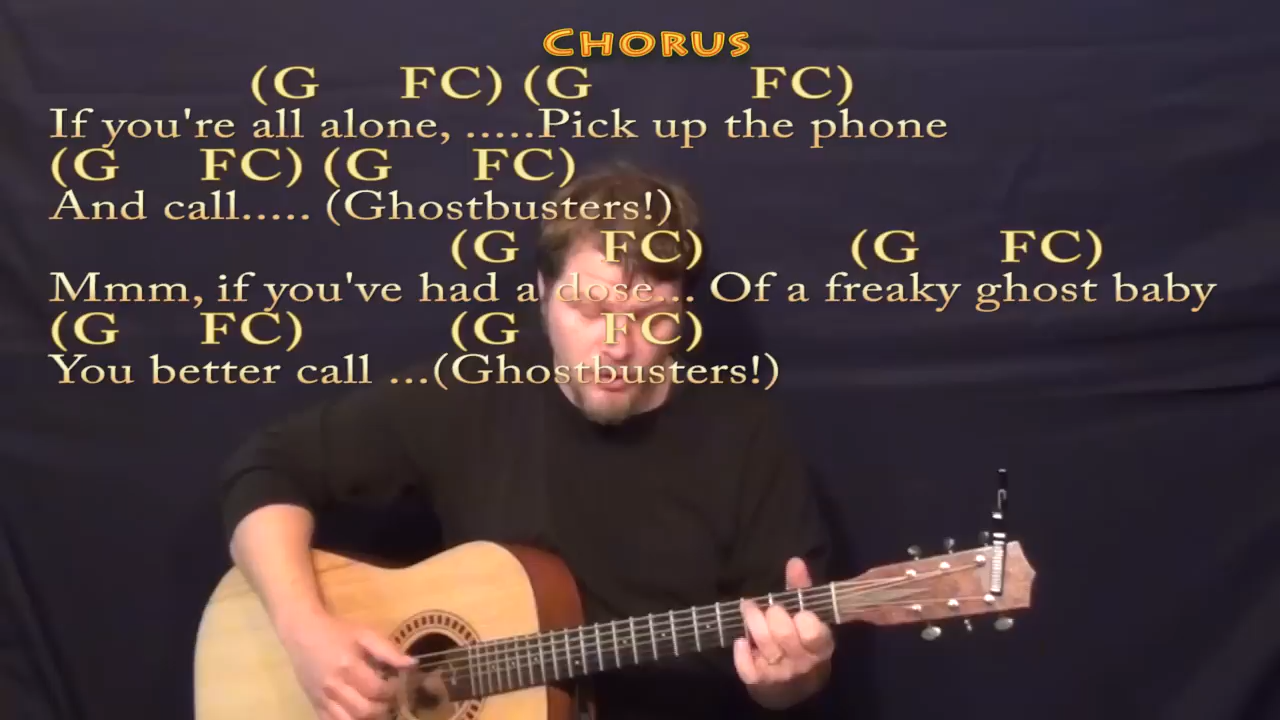 CHORUS
(G FC) (G FC)
If you're all alone, .....Pick up the phone
(G FC) (G FC)
And call..... (Ghostbusters!)
(G FC) (G FC)
Mmm, if you've had a dose... Of a freaky ghost baby
(G FC) (G FC)
You better call ...(Ghostbusters!)